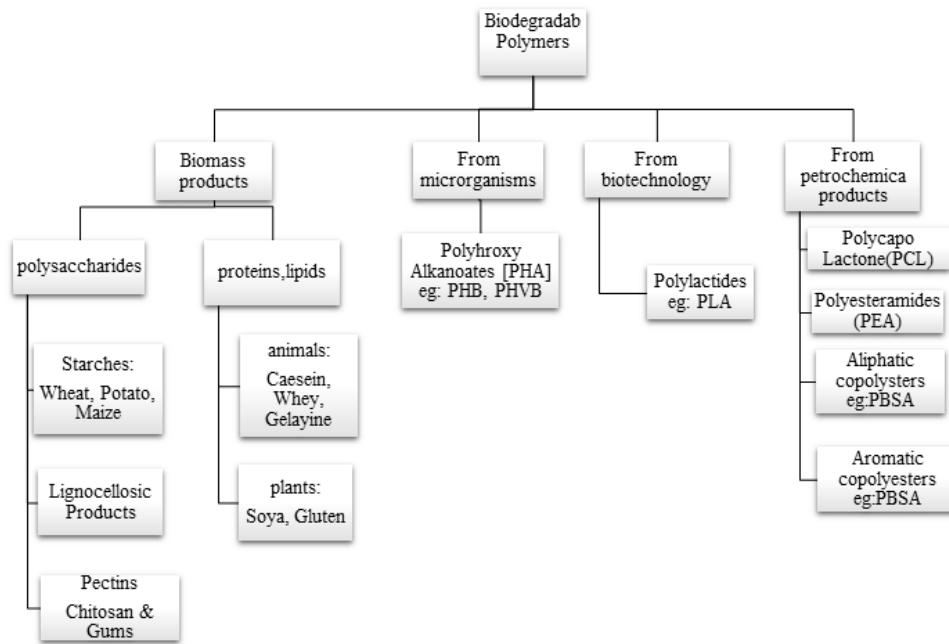 Biodegradab
Polymers
Biomass
products
From
microrganisms
From
biotechnology
From
petrochemica
products
polysaccharides
proteins,lipids
Polyhroxy
Alkanoates [PHA]
eg: PHB, PHVB
Polylactides
eg: PLA
Polycapo
Lactone(PCL)
Polyesteramides
(PEA)
Aliphatic
copolysters
eg:PBSA
Aromatic
copolyesters
eg:PBSA
Starches:
Wheat, Potato,
Maize
Lignocellosic
Products
Pectins
Chitosan &
Gums
animals:
Caesein,
Whey,
Gelayine
plants:
Soya, Gluten